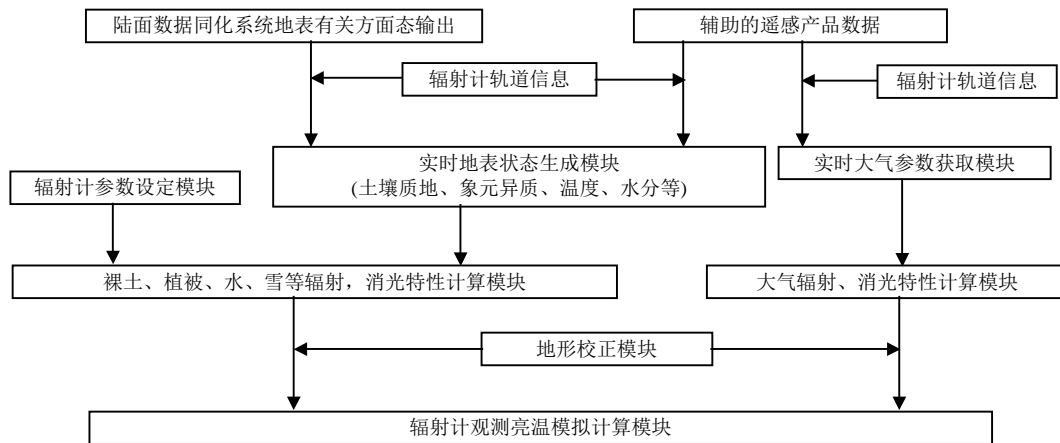 陆面数据同化系统地表有关方面态输出
辅助的遥感产品数据
辐射计轨道信息
辐射计轨道信息
实时地表状态生成模块
(土壤质地、象元异质、温度、水分等)
实时大气参数获取模块
辐射计参数设定模块
裸土、植被、水、雪等辐射，消光特性计算模块
大气辐射、消光特性计算模块
地形校正模块
辐射计观测亮温模拟计算模块